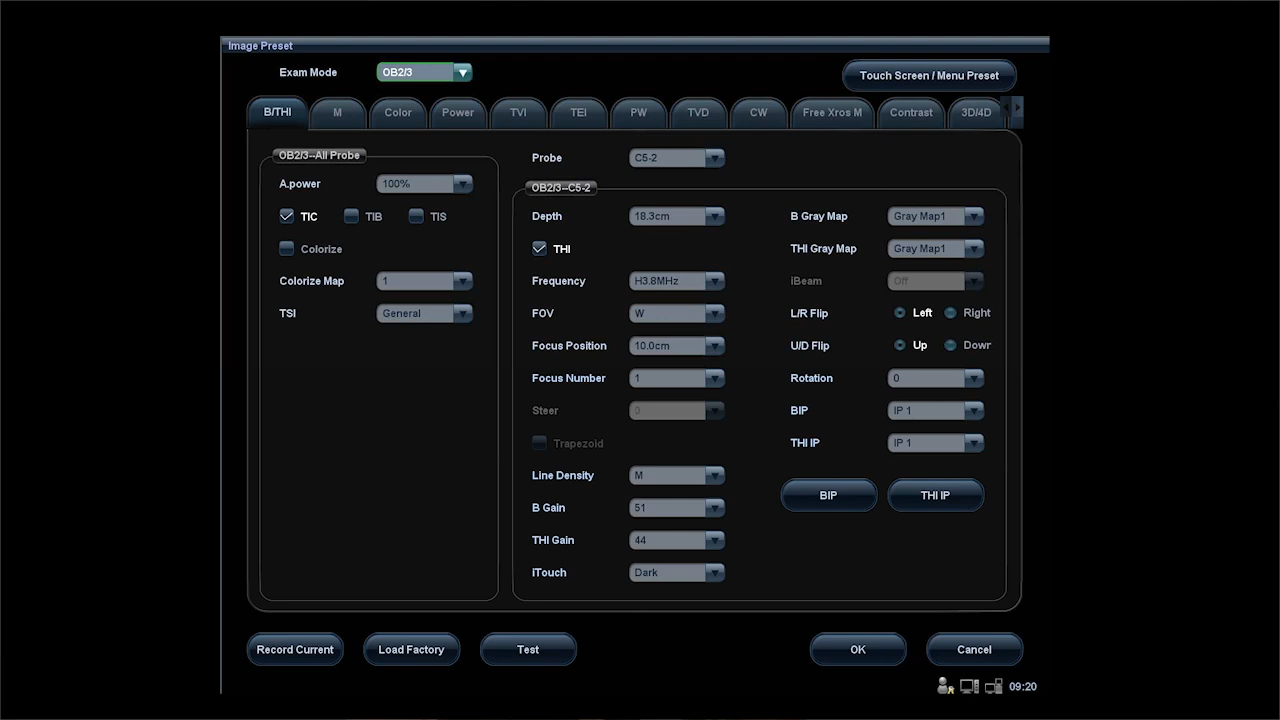 Image Preset
Exam Mode OB2/3 Touch Screen / Menu Preset
B/THI M Color Power TVI TEI PW TVD CW Free Xros M Contrast 3D/4D
OB2/3--All Probe
A.power 100%
TIC TIB TIS
Colorize
Colorize Map 1
TSI General
Probe C5-2
OB2/3--C5-2
Depth 18.3cm
THI
Frequency H3.8MHz
FOV W
Focus Position 10.0cm
Focus Number 1
Steer 0
Trapezoid
Line Density M
B Gain 51
THI Gain 44
iTouch Dark
B Gray Map Gray Map1
THI Gray Map Gray Map1
iBeam Off
L/R Flip Left Right
U/D Flip Up Down
Rotation 0
BIP IP 1
THI IP IP 1
BIP THI IP
Record Current Load Factory Test OK Cancel
09:20